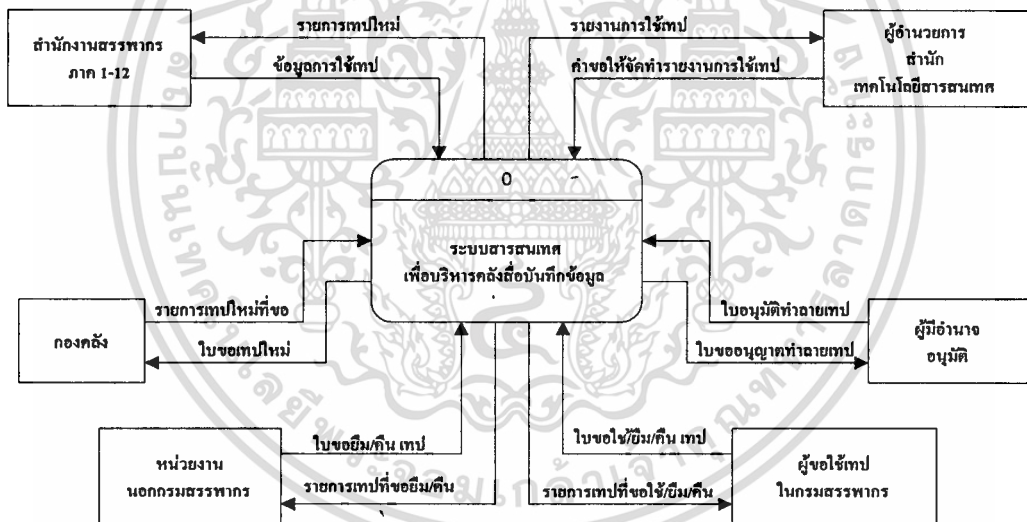 สำนักงานสรรพากร
ภาค 1-12
รายการเทปใหม่
ข้อมูลการใช้เทป
รายงานการใช้เทป
คำขอให้จัดทำรายงานการใช้เทป
ผู้อำนวยการ
สำนัก
เทคโนโลยีสารสนเทศ
0
ระบบสารสนเทศ
เพื่อบริหารคลังสื่อบันทึกข้อมูล
กองคลัง
รายการเทปใหม่ที่ขอ
ใบขอเทปใหม่
ใบอนุมัติทำลายเทป
ใบขออนุญาตทำลายเทป
ผู้มีอำนาจ
อนุมัติ
หน่วยงาน
นอกกรมสรรพากร
ใบขอยืม/คืน เทป
รายการเทปที่ขอยืม/คืน
ใบขอใช้/ยืม/คืน เทป
รายการเทปที่ขอใช้/ยืม/คืน
ผู้ขอใช้เทป
ในกรมสรรพากร